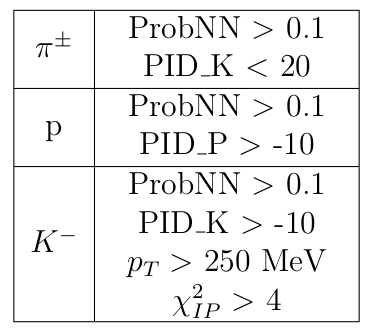 π±
ProbNN > 0.1
PID_K < 20
p
ProbNN > 0.1
PID_P > -10
K−
ProbNN > 0.1
PID_K > -10
pT > 250 MeV
χ²IP > 4